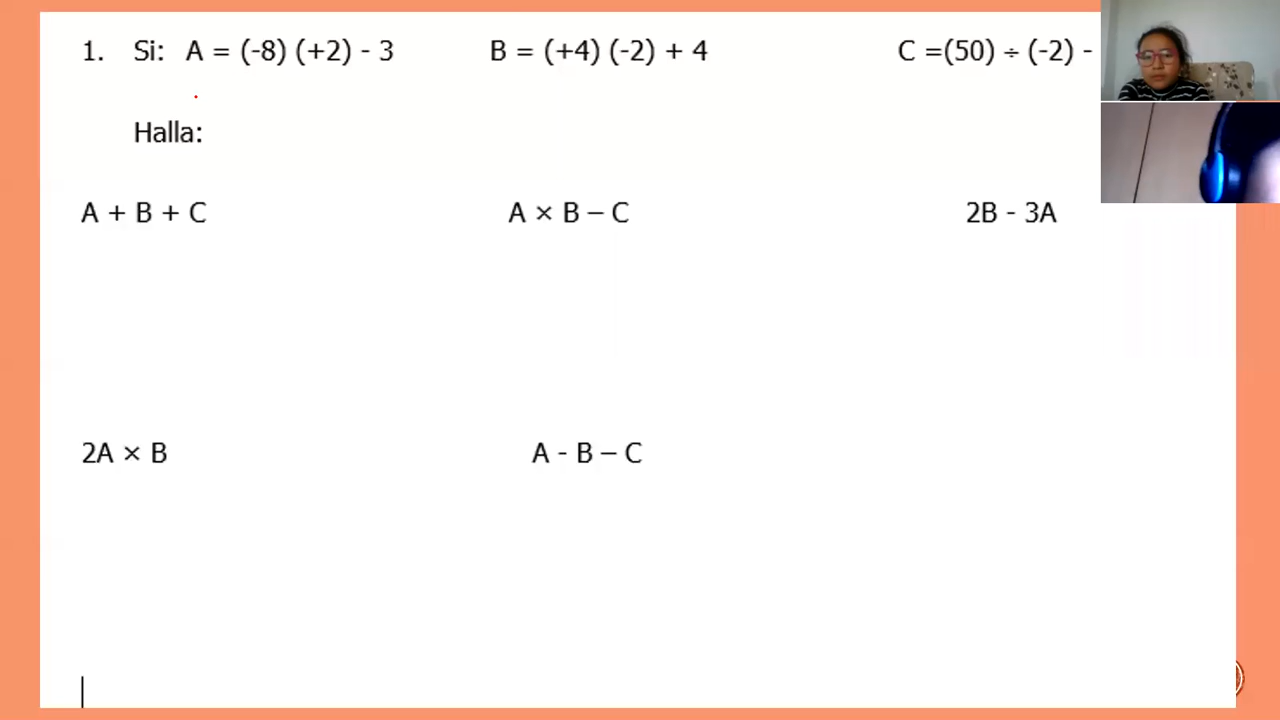 1. Si: A = (-8) (+2) - 3 B = (+4) (-2) + 4 C =(50) ÷ (-2) -
Halla:
A + B + C A × B – C 2B - 3A
2A × B A - B – C